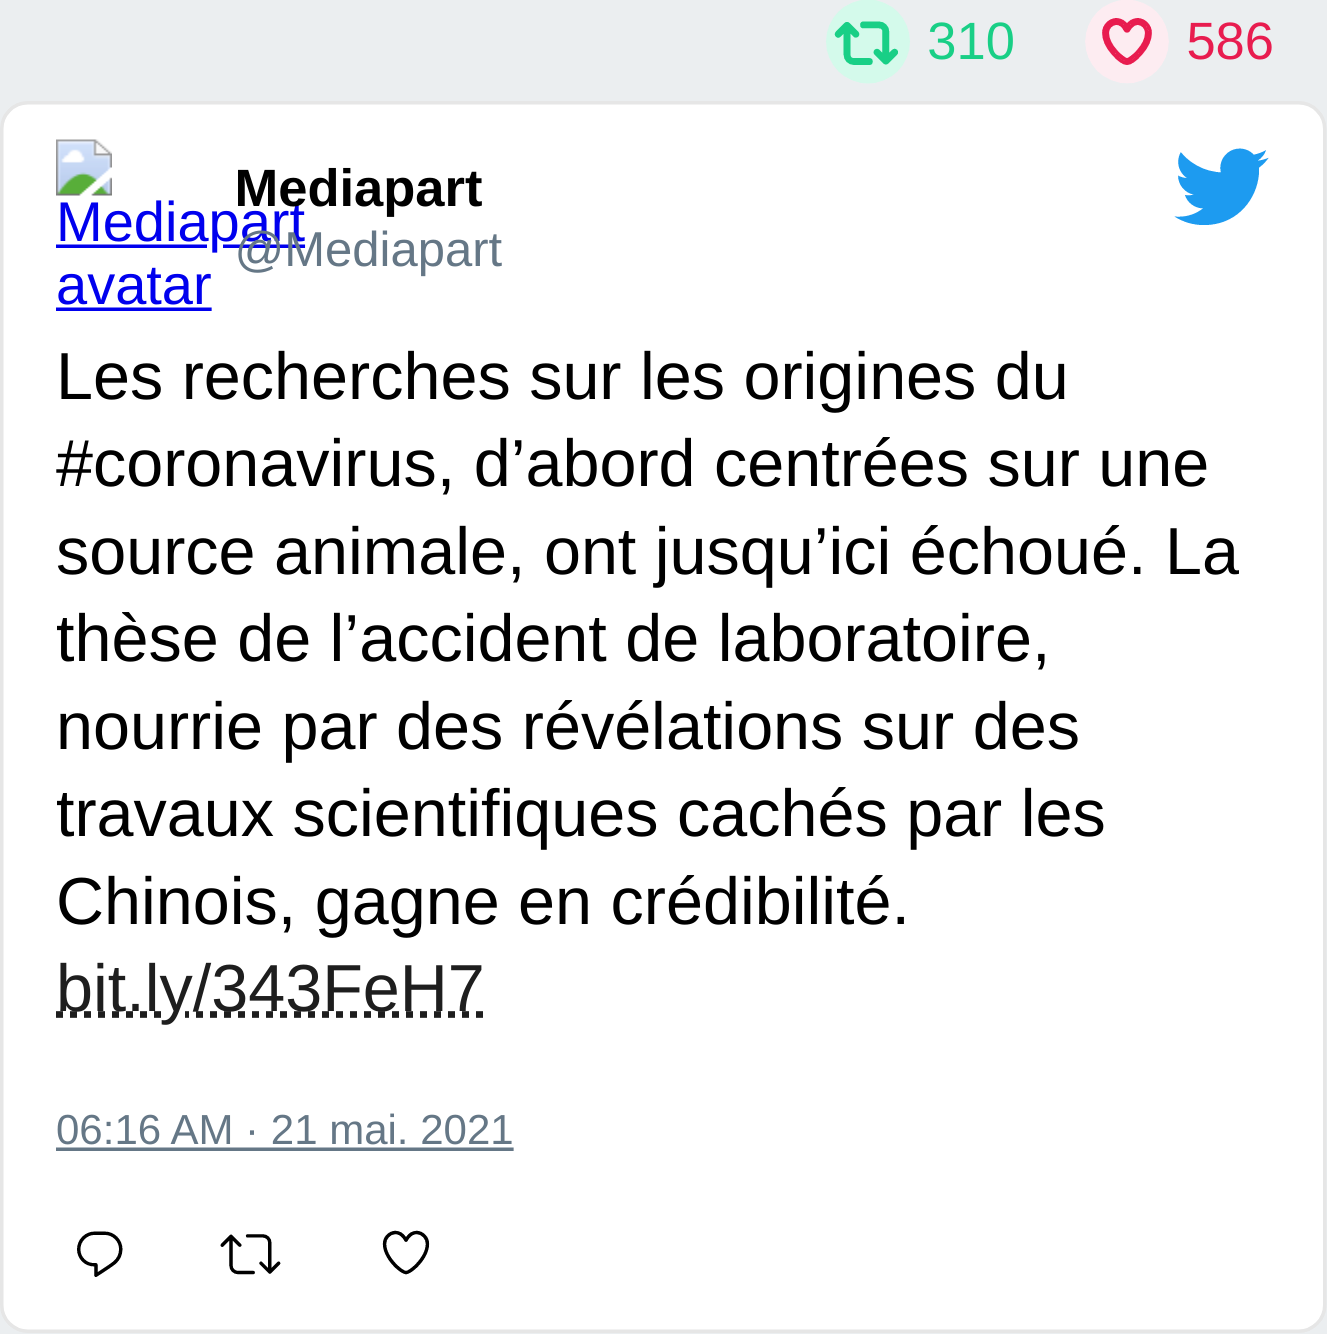 310 586
Mediapart
@Mediapart
Mediapart
avatar
Les recherches sur les origines du
#coronavirus, d’abord centrées sur une
source animale, ont jusqu’ici échoué. La
thèse de l’accident de laboratoire,
nourrie par des révélations sur des
travaux scientifiques cachés par les
Chinois, gagne en crédibilité.
bit.ly/343FeH7
06:16 AM · 21 mai. 2021